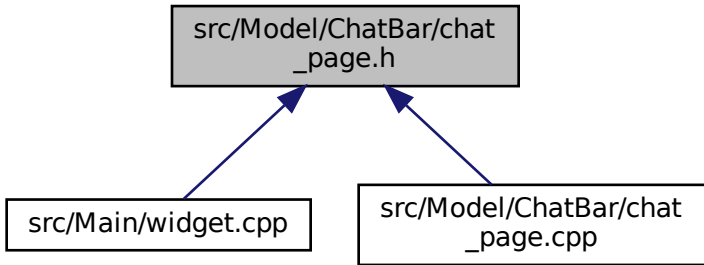 src/Model/ChatBar/chat
_page.h
src/Main/widget.cpp
src/Model/ChatBar/chat
_page.cpp